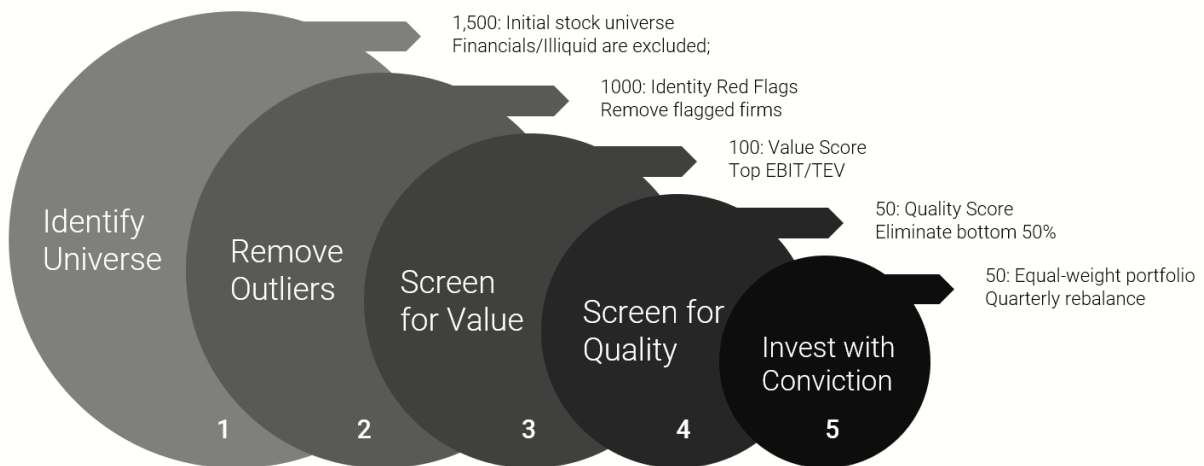 1,500: Initial stock universe
Financials/Illiquid are excluded;
1000: Identity Red Flags
Remove flagged firms
100: Value Score
Top EBIT/TEV
50: Quality Score
Eliminate bottom 50%
50: Equal-weight portfolio
Quarterly rebalance
Identify
Universe
Remove
Outliers
Screen
for Value
Screen for
Quality
Invest with
Conviction
1
2
3
4
5